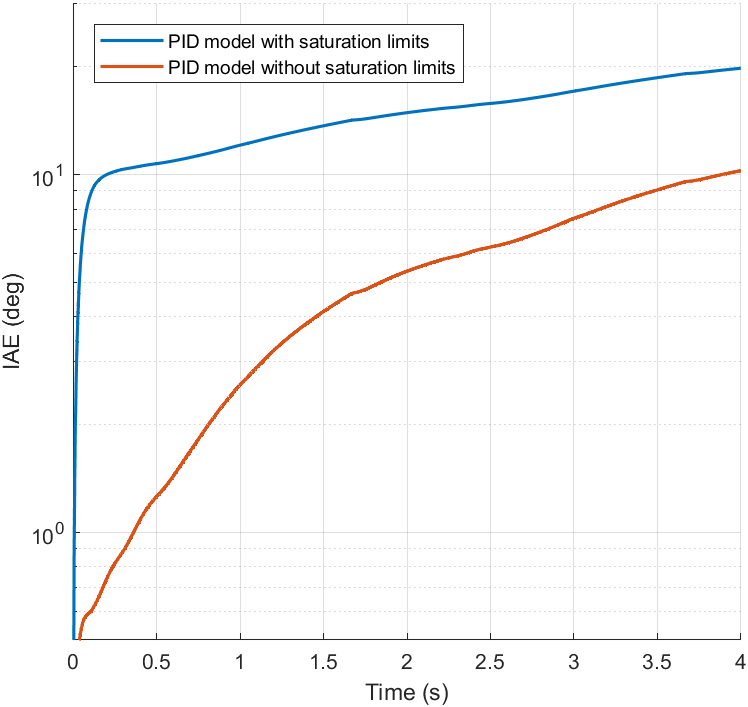 PID model with saturation limits
PID model without saturation limits
10^1
10^0
IAE (deg)
0 0.5 1 1.5 2 2.5 3 3.5 4
Time (s)